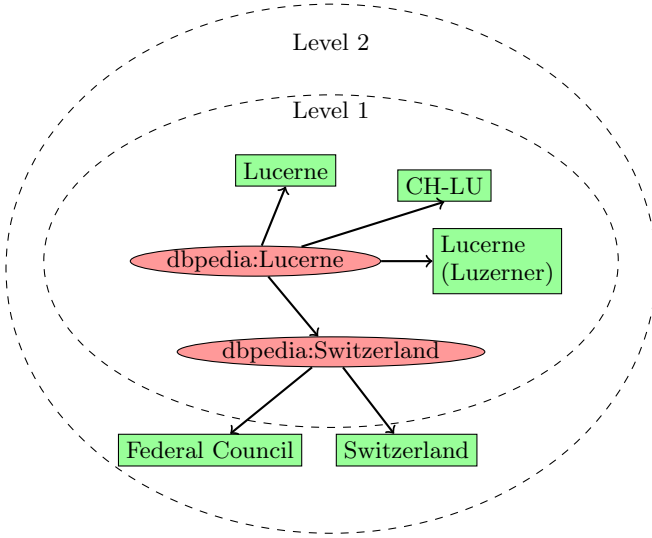 Level 2
Level 1
Lucerne
CH-LU
dbpedia:Lucerne
Lucerne
(Luzerner)
dbpedia:Switzerland
Federal Council
Switzerland